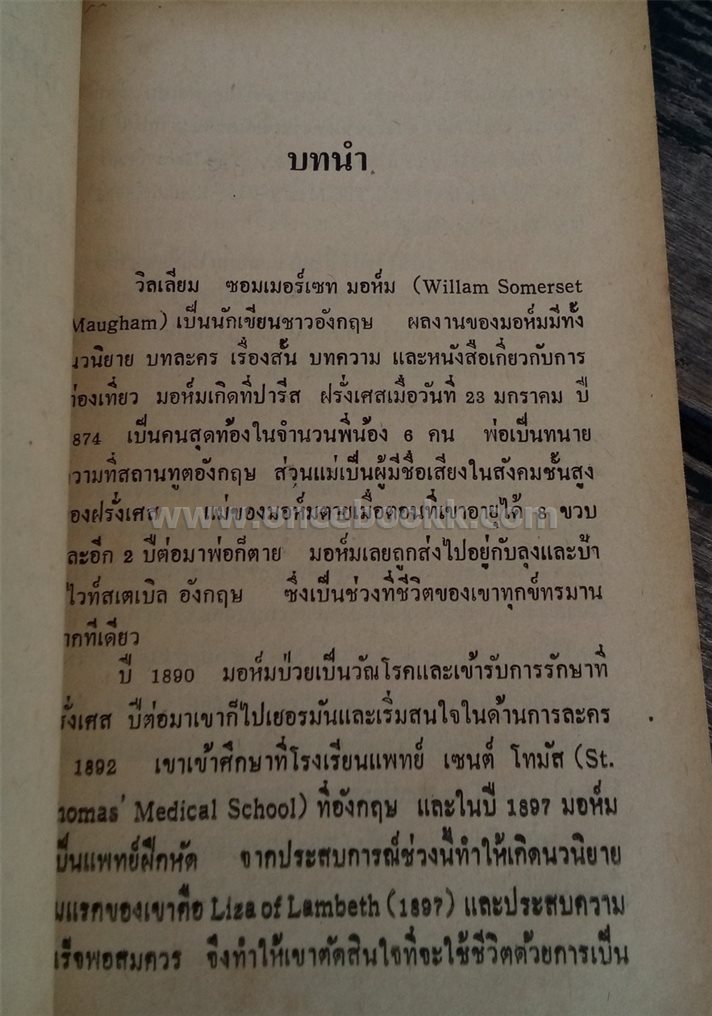 บทนำ
วิลเลียม ซอมเมอร์เซท มอห์ม (Willam Somerset
Maugham) เป็นนักเขียนชาวอังกฤษ ผลงานของมอห์มมีทั้ง
นวนิยาย บทละคร เรื่องสั้น บทความ และหนังสือเกี่ยวกับการ
ท่องเที่ยว มอห์มเกิดที่ปารีส ฝรั่งเศสเมื่อวันที่ 23 มกราคม ปี
874 เป็นคนสุดท้องในจำนวนพี่น้อง 6 คน พ่อเป็นทนาย
ความที่สถานทูตอังกฤษ ส่วนแม่เป็นผู้มีชื่อเสียงในสังคมชั้นสูง
องฝรั่งเศส แม่ของมอห์มตายเมื่อตอนที่เขาอายุได้ 8 ขวบ
www.oncebookk.com
ละอีก 2 ปีต่อมาพ่อก็ตาย มอห์มเลยถูกส่งไปอยู่กับลุงและป้า
ไวท์สเตเบิล อังกฤษ ซึ่งเป็นช่วงที่ชีวิตของเขาทุกข์ทรมาน
ากทีเดียว
ปี 1890 มอห์มป่วยเป็นวัณโรคและเข้ารับการรักษาที่
รั่งเศส ปีต่อมาเขาก็ไปเยอรมันและเริ่มสนใจในด้านการละคร
1892 เขาเข้าศึกษาที่โรงเรียนแพทย์ เซนต์ โทมัส (St.
homas' Medical School) ที่อังกฤษ และในปี 1897 มอห์ม
ป็นแพทย์ฝึกหัด จากประสบการณ์ช่วงนี้ทำให้เกิดนวนิยาย
มแรกของเขาคือ Liza of Lambeth (1897) และประสบความ
เร็จพอสมควร จึงทำให้เขาตัดสินใจที่จะใช้ชีวิตด้วยการเป็น